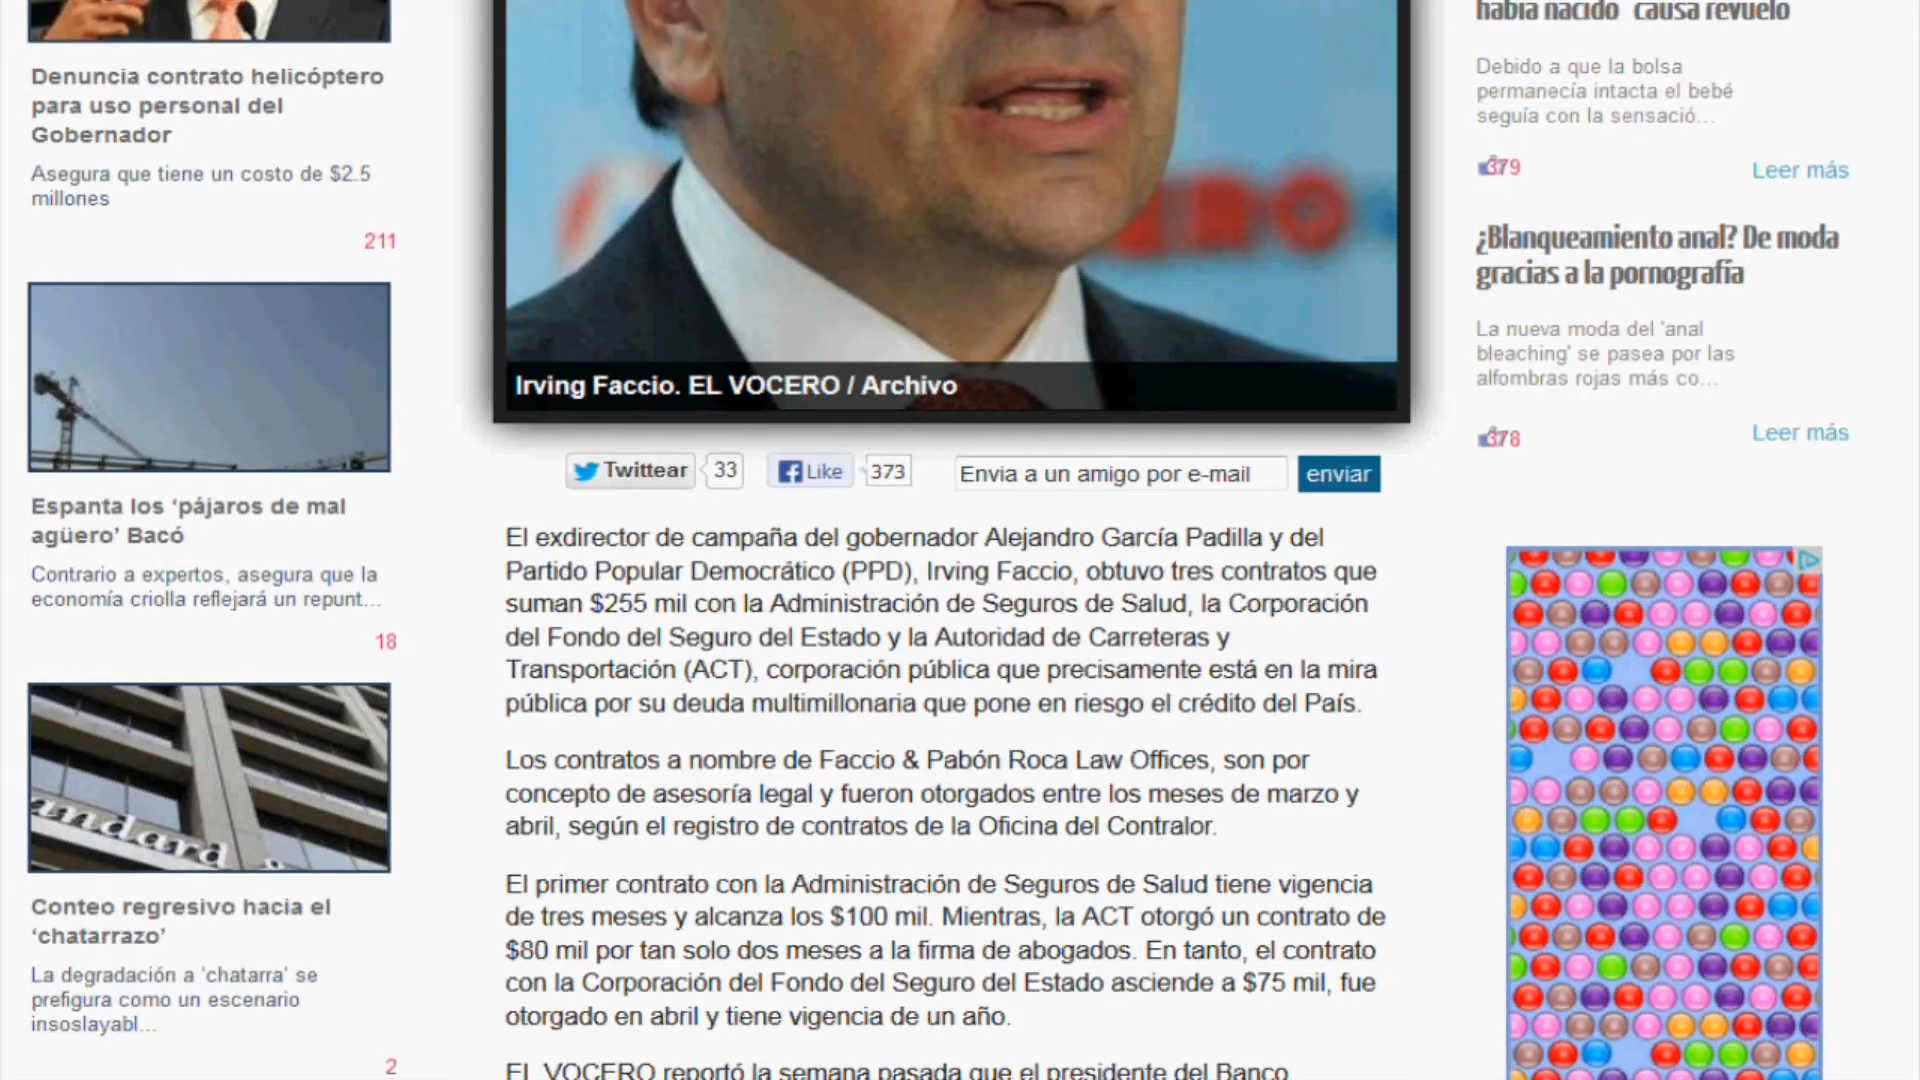 Denuncia contrato helicóptero
para uso personal del
Gobernador
Asegura que tiene un costo de $2.5
millones
211
Espanta los ‘pájaros de mal
agüero’ Bacó
Contrario a expertos, asegura que la
economía criolla reflejará un repunt...
18
andard
Conteo regresivo hacia el
‘chatarrazo’
La degradación a ‘chatarra’ se
prefigura como un escenario
insoslayabl...
2
Irving Faccio. EL VOCERO / Archivo
Twittear 33 Like 373 Envia a un amigo por e-mail enviar
El exdirector de campaña del gobernador Alejandro García Padilla y del
Partido Popular Democrático (PPD), Irving Faccio, obtuvo tres contratos que
suman $255 mil con la Administración de Seguros de Salud, la Corporación
del Fondo del Seguro del Estado y la Autoridad de Carreteras y
Transportación (ACT), corporación pública que precisamente está en la mira
pública por su deuda multimillonaria que pone en riesgo el crédito del País.
Los contratos a nombre de Faccio & Pabón Roca Law Offices, son por
concepto de asesoría legal y fueron otorgados entre los meses de marzo y
abril, según el registro de contratos de la Oficina del Contralor.
El primer contrato con la Administración de Seguros de Salud tiene vigencia
de tres meses y alcanza los $100 mil. Mientras, la ACT otorgó un contrato de
$80 mil por tan solo dos meses a la firma de abogados. En tanto, el contrato
con la Corporación del Fondo del Seguro del Estado asciende a $75 mil, fue
otorgado en abril y tiene vigencia de un año.
EL VOCERO reportó la semana pasada que el presidente del Banco
había nacido causa revuelo
Debido a que la bolsa
permanecía intacta el bebé
seguía con la sensació...
379 Leer más
¿Blanqueamiento anal? De moda
gracias a la pornografía
La nueva moda del 'anal
bleaching' se pasea por las
alfombras rojas más co...
378 Leer más